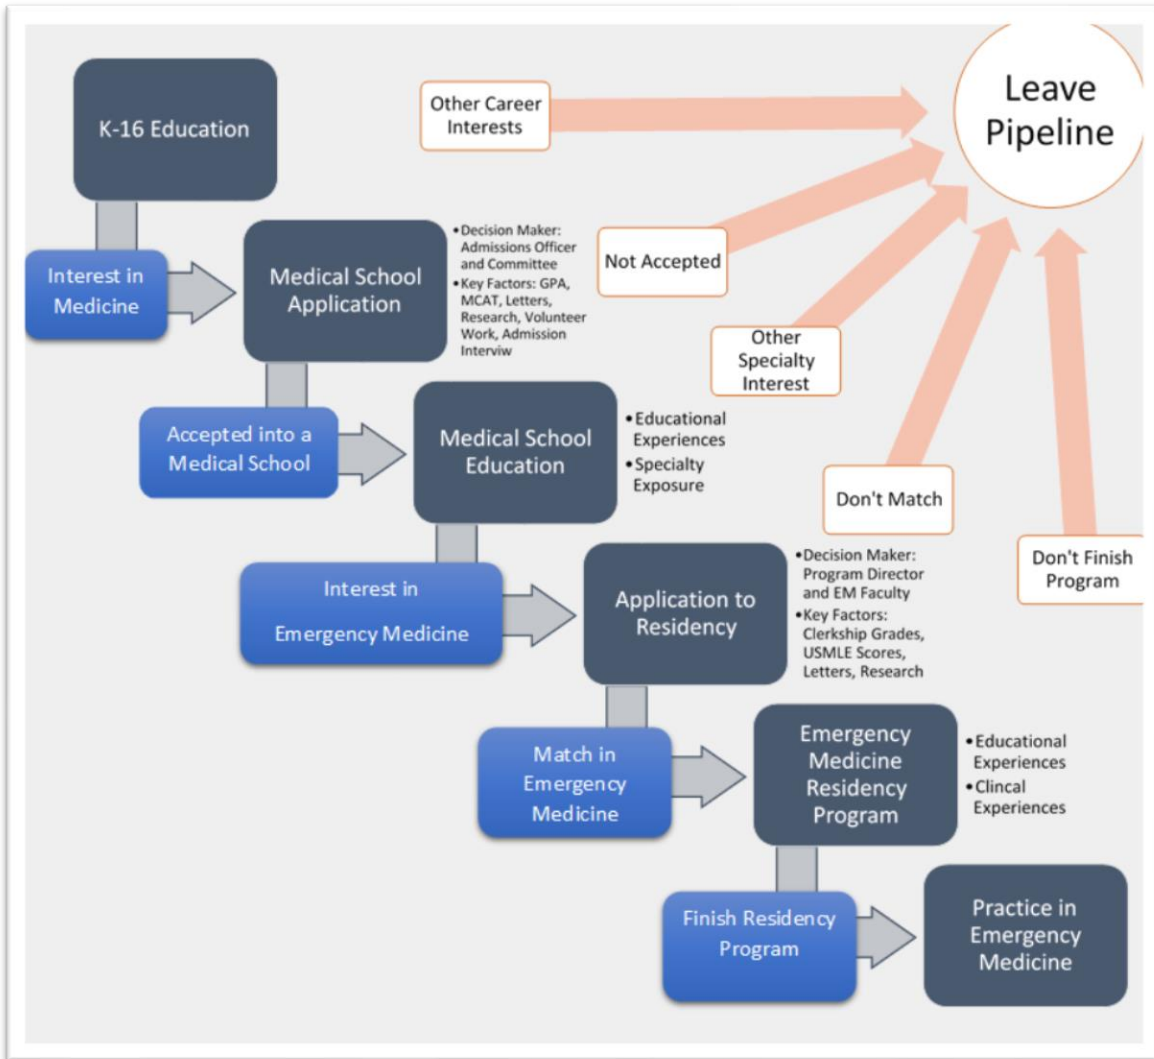 K-16 Education
Other Career
Interests
Leave
Pipeline
Interest in
Medicine
Medical School
Application
•Decision Maker:
Admissions Officer
and Committee
•Key Factors: GPA,
MCAT, Letters,
Research, Volunteer
Work, Admission
Interviw
Not Accepted
Other
Specialty
Interest
Accepted into a
Medical School
Medical School
Education
•Educational
Experiences
•Specialty
Exposure
Don't Match
Don't Finish
Program
Interest in
Emergency Medicine
Application to
Residency
•Decision Maker:
Program Director
and EM Faculty
•Key Factors:
Clerkship Grades,
USMLE Scores,
Letters, Research
Match in
Emergency
Medicine
Emergency
Medicine
Residency
Program
•Educational
Experiences
•Clincal
Experiences
Finish Residency
Program
Practice in
Emergency
Medicine